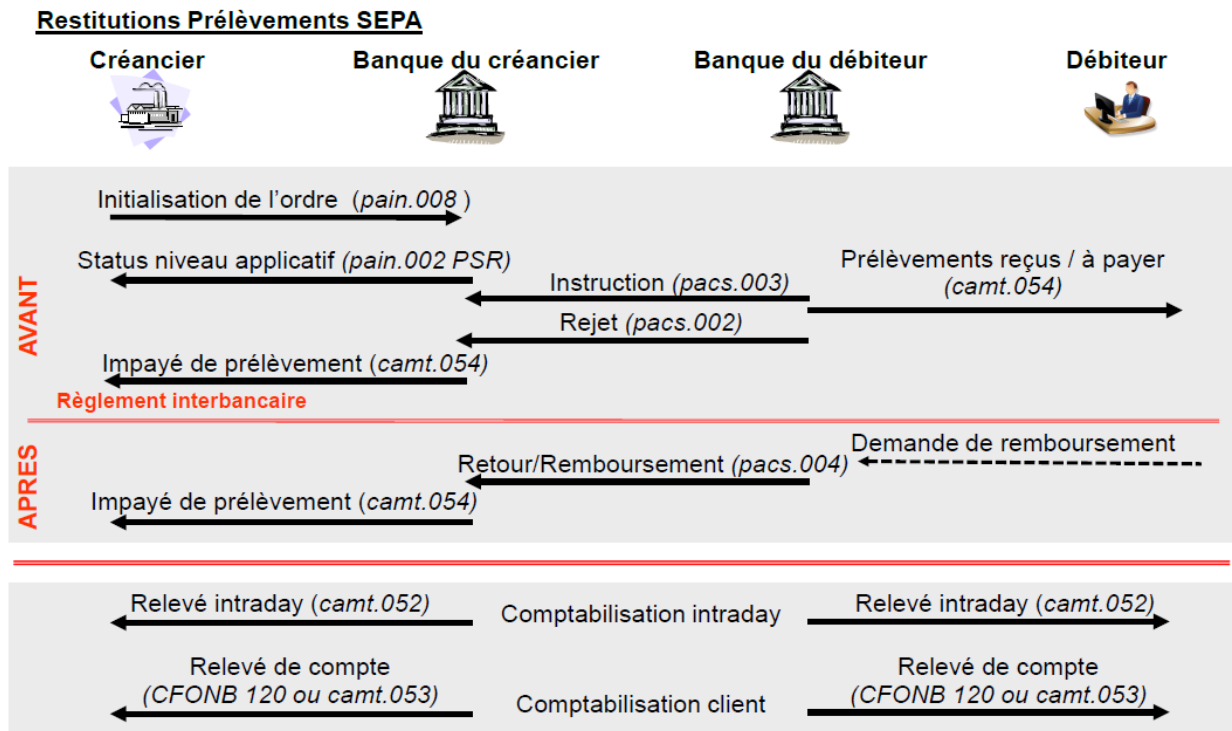 Restitutions Prélèvements SEPA
Créancier
Banque du créancier
Banque du débiteur
Débiteur
AVANT
Initialisation de l’ordre (pain.008 )
Status niveau applicatif (pain.002 PSR)
Prélèvements reçus / à payer
(camt.054)
Instruction (pacs.003)
Rejet (pacs.002)
Impayé de prélèvement (camt.054)
Règlement interbancaire
APRES
Demande de remboursement
Retour/Remboursement (pacs.004)
Impayé de prélèvement (camt.054)
Relevé intraday (camt.052)
Comptabilisation intraday
Relevé intraday (camt.052)
Relevé de compte
(CFONB 120 ou camt.053)
Comptabilisation client
Relevé de compte
(CFONB 120 ou camt.053)